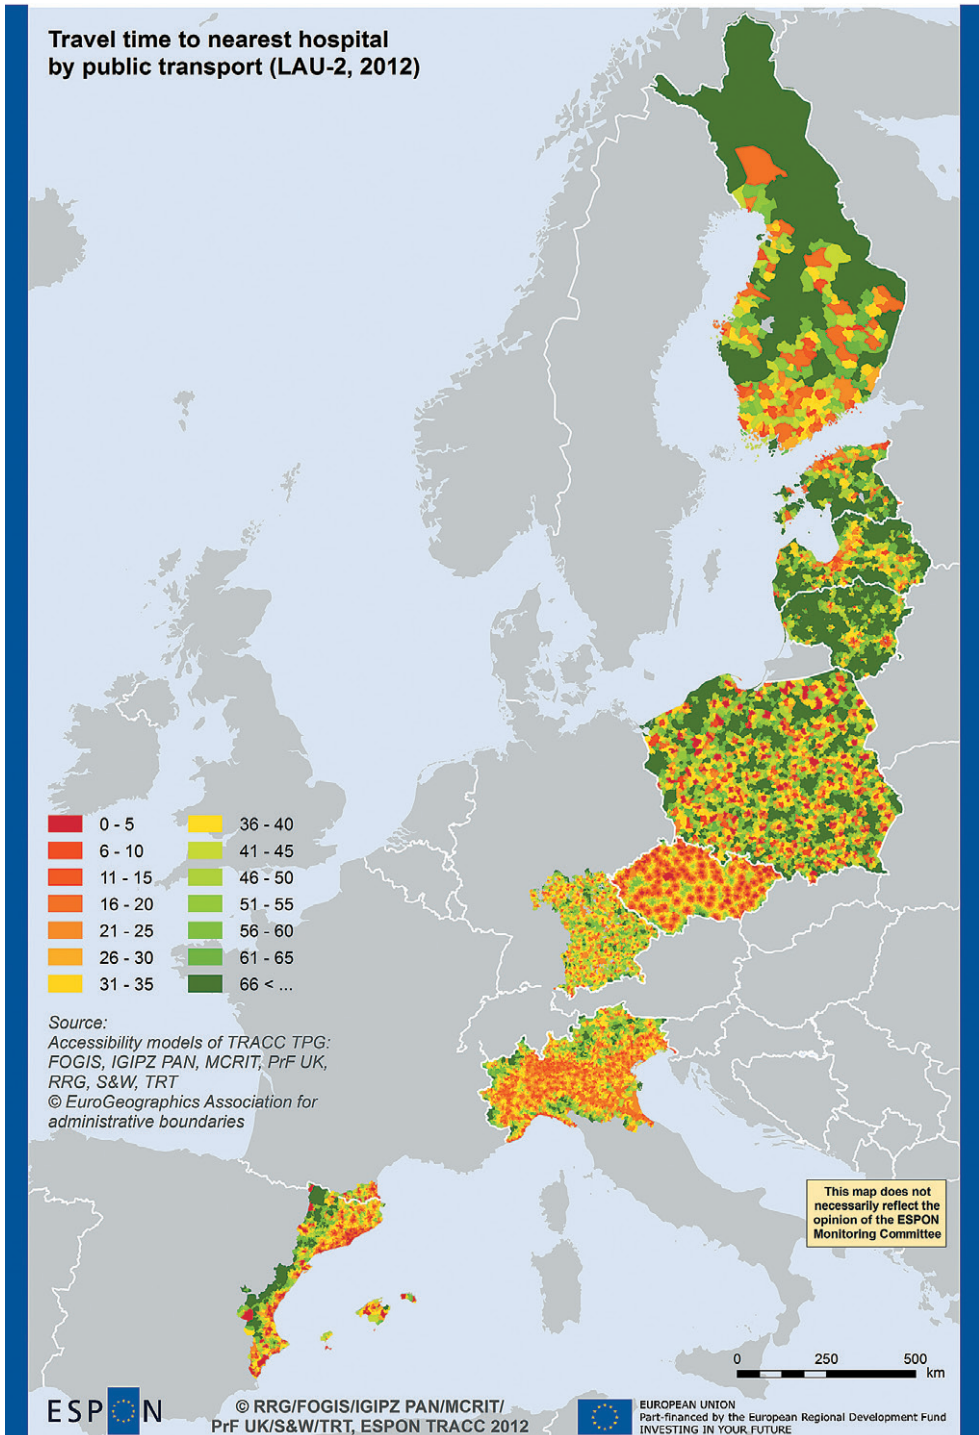 Travel time to nearest hospital
by public transport (LAU-2, 2012)
0 - 5
6 - 10
11 - 15
16 - 20
21 - 25
26 - 30
31 - 35
36 - 40
41 - 45
46 - 50
51 - 55
56 - 60
61 - 65
66 < ...
Source:
Accessibility models of TRACC TPG:
FOGIS, IGIPZ PAN, MCRIT, PrF UK,
RRG, S&W, TRT
© EuroGeographics Association for
administrative boundaries
This map does not
necessarily reflect the
opinion of the ESPON
Monitoring Committee
0 250 500
km
ESPON
© RRG/FOGIS/IGIPZ PAN/MCRIT/
PrF UK/S&W/TRT, ESPON TRACC 2012
EUROPEAN UNION
Part-financed by the European Regional Development Fund
INVESTING IN YOUR FUTURE